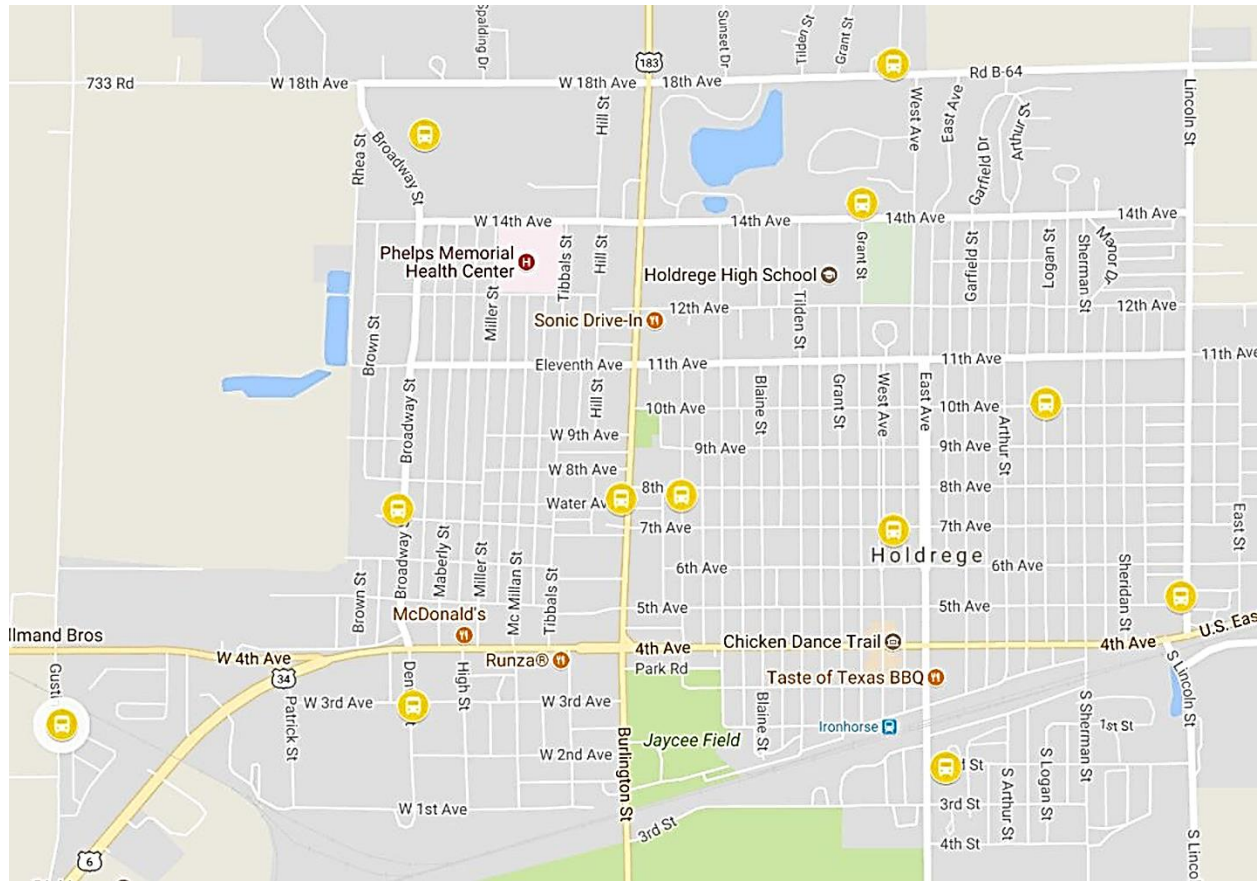 Spalding Dr
Sunset Dr
Tilden St
Grant St
183
Rd B-64
733 Rd
W 18th Ave
W 18th Ave
18th Ave
Hill St
West Ave
East Ave
Garfield Dr
Arthur St
Lincoln St
Rhea St
Broadway St
W 14th Ave
14th Ave
14th Ave
14th Ave
Phelps Memorial
Health Center
H
Miller St
Tibbals St
Hill St
Holdrege High School
Grant St
Garfield St
Logan St
Sherman St
Manor Dr
12th Ave
12th Ave
Sonic Drive-In
Tilden St
Brown St
Eleventh Ave
11th Ave
11th Ave
11th Ave
Broadway St
Hill St
Blaine St
Grant St
West Ave
East Ave
10th Ave
10th Ave
Arthur St
W 9th Ave
9th Ave
9th Ave
W 8th Ave
8th
8th Ave
Water Av
7th Ave
7th Ave
East St
Holdrege
Brown St
Broadway S
Maberly St
Miller St
Mc Millan St
Tibbals St
6th Ave
6th Ave
Sheridan St
5th Ave
5th Ave
McDonald's
llmand Bros
U.S. Eas
W 4th Ave
4th Ave
Chicken Dance Trail
4th Ave
Runza®
Park Rd
Taste of Texas BBQ
Gusti
34
Den
High St
W 3rd Ave
W 3rd Ave
Patrick St
Blaine St
Ironhorse
S Sherman St
1st St
S Lincoln St
Jaycee Field
W 2nd Ave
Burlington St
d St
S Arthur St
S Logan St
W 1st Ave
3rd St
3rd St
4th St
S Linco
6